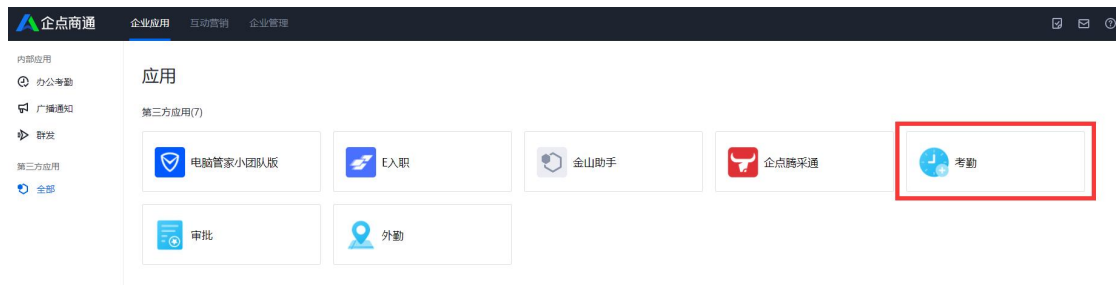 企点商通 企业应用 互动营销 企业管理
内部应用
办公考勤
广播通知
群发
第三方应用
全部
应用
第三方应用(7)
电脑管家小团队版 E入职 金山助手 企点腾采通 考勤
审批 外勤